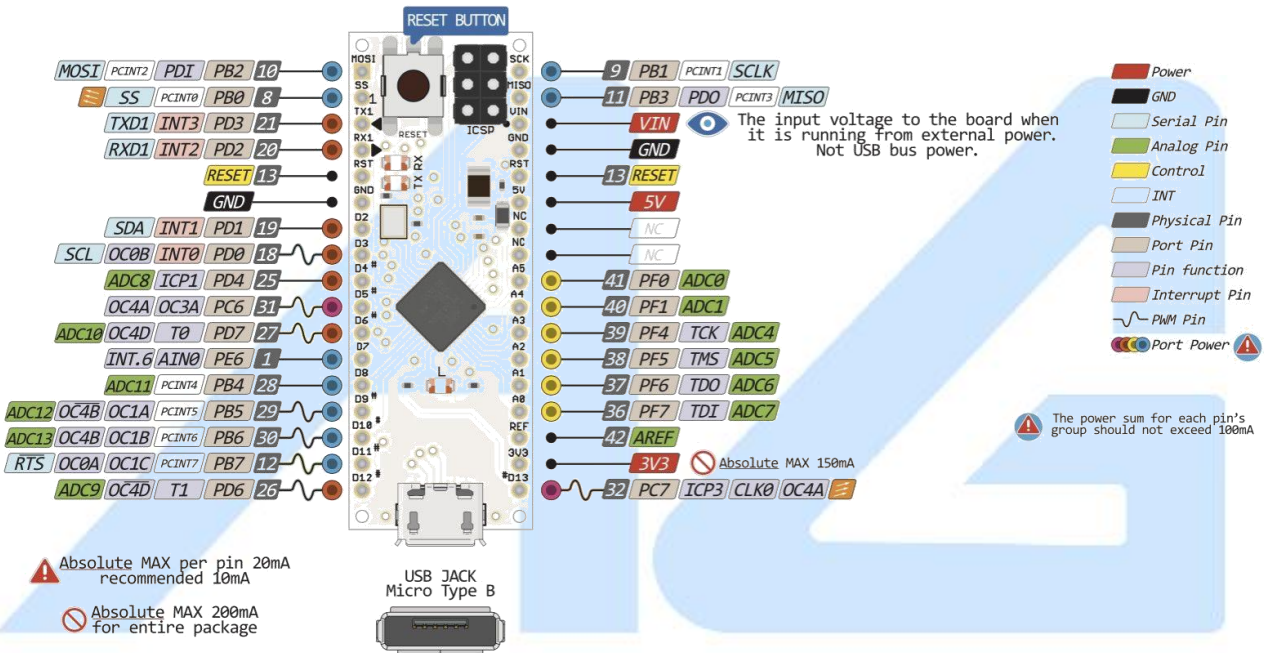 RESET BUTTON
MOSI PCINT2 PDI PB2 10
SS PCINT0 PB0 8
TXD1 INT3 PD3 21
RXD1 INT2 PD2 20
RESET 13
GND
SDA INT1 PD1 19
SCL OC0B INT0 PD0 18
ADC8 ICP1 PD4 25
OC4A OC3A PC6 31
ADC10 OC4D T0 PD7 27
INT.6 AIN0 PE6 1
ADC11 PCINT4 PB4 28
ADC12 OC4B OC1A PCINT5 PB5 29
ADC13 OC4B OC1B PCINT6 PB6 30
RTS OC0A OC1C PCINT7 PB7 12
ADC9 OC4D T1 PD6 26
MOSI
SS
TX1
RX1
RST
GND
D2
D3
D4 #
D5 #
D6
D7
D8
D9 #
D10 #
D11 #
D12 #
1
RESET
TX RX
ICSP
L
SCK
MISO
VIN
GND
RST
5V
NC
NC
A5
A4
A3
A2
A1
A0
REF
3V3
#D13
9 PB1 PCINT1 SCLK
11 PB3 PDO PCINT3 MISO
VIN
The input voltage to the board when
it is running from external power.
Not USB bus power.
GND
13 RESET
5V
NC
NC
41 PF0 ADC0
40 PF1 ADC1
39 PF4 TCK ADC4
38 PF5 TMS ADC5
37 PF6 TDO ADC6
36 PF7 TDI ADC7
42 AREF
3V3 Absolute MAX 150mA
32 PC7 ICP3 CLK0 OC4A
Power
GND
Serial Pin
Analog Pin
Control
INT
Physical Pin
Port Pin
Pin function
Interrupt Pin
PWM Pin
Port Power
The power sum for each pin's
group should not exceed 100mA
Absolute MAX per pin 20mA
recommended 10mA
Absolute MAX 200mA
for entire package
USB JACK
Micro Type B